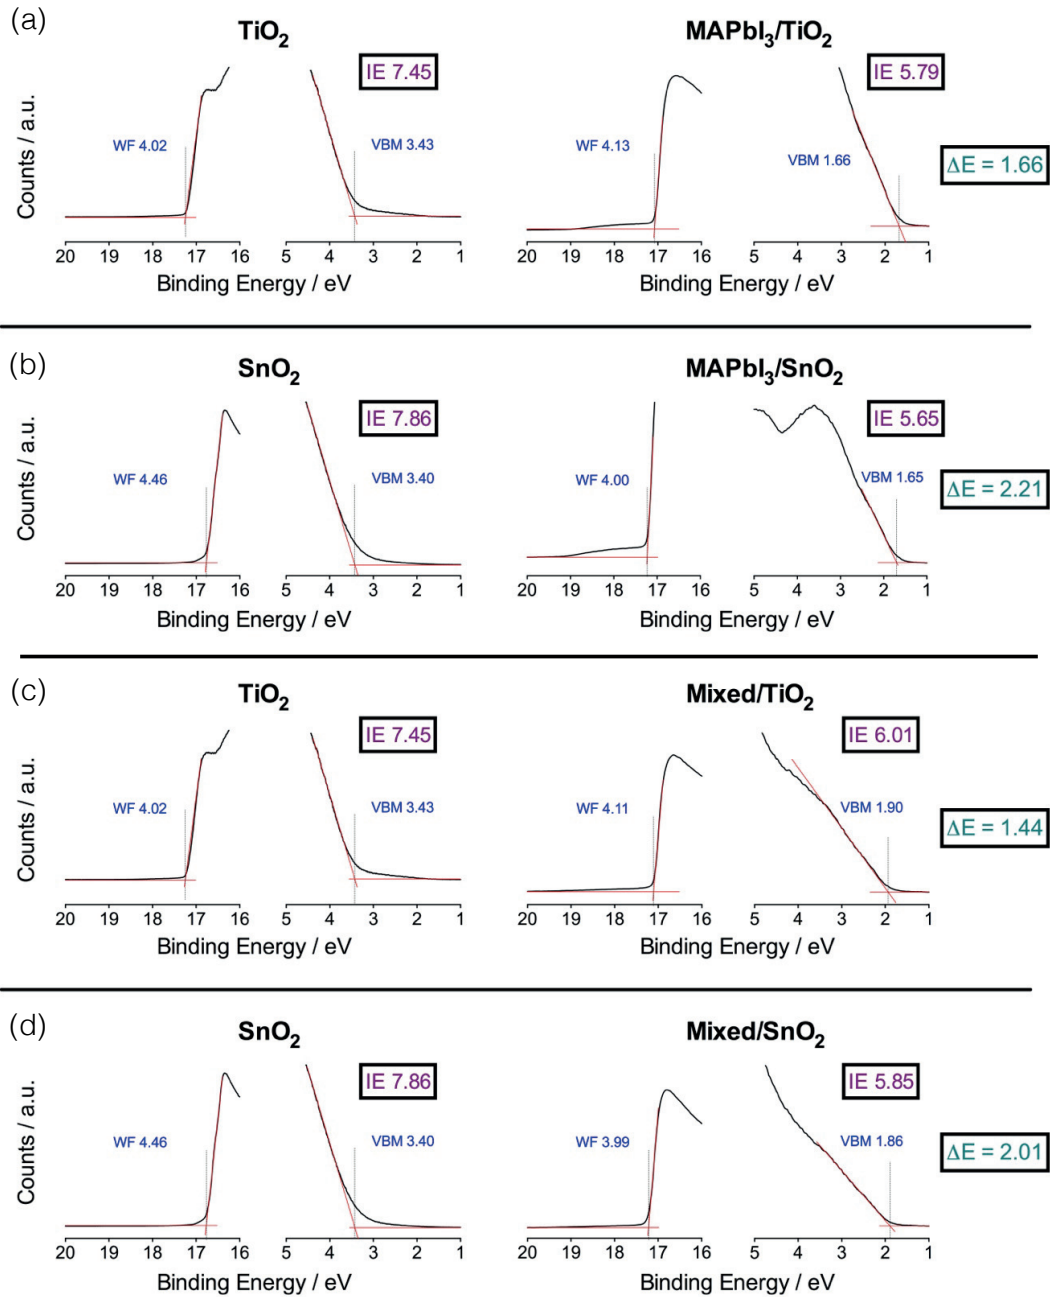 (a)
TiO2
MAPbI3/TiO2
IE 7.45
IE 5.79
WF 4.02
VBM 3.43
WF 4.13
VBM 1.66
ΔE = 1.66
Counts / a.u.
20 19 18 17 16 5 4 3 2 1 20 19 18 17 16 5 4 3 2 1
Binding Energy / eV Binding Energy / eV
(b)
SnO2
MAPbI3/SnO2
IE 7.86
IE 5.65
WF 4.46
VBM 3.40
WF 4.00
VBM 1.65
ΔE = 2.21
Counts / a.u.
20 19 18 17 16 5 4 3 2 1 20 19 18 17 16 5 4 3 2 1
Binding Energy / eV Binding Energy / eV
(c)
TiO2
Mixed/TiO2
IE 7.45
IE 6.01
WF 4.02
VBM 3.43
WF 4.11
VBM 1.90
ΔE = 1.44
Counts / a.u.
20 19 18 17 16 5 4 3 2 1 20 19 18 17 16 5 4 3 2 1
Binding Energy / eV Binding Energy / eV
(d)
SnO2
Mixed/SnO2
IE 7.86
IE 5.85
WF 4.46
VBM 3.40
WF 3.99
VBM 1.86
ΔE = 2.01
Counts / a.u.
20 19 18 17 16 5 4 3 2 1 20 19 18 17 16 5 4 3 2 1
Binding Energy / eV Binding Energy / eV